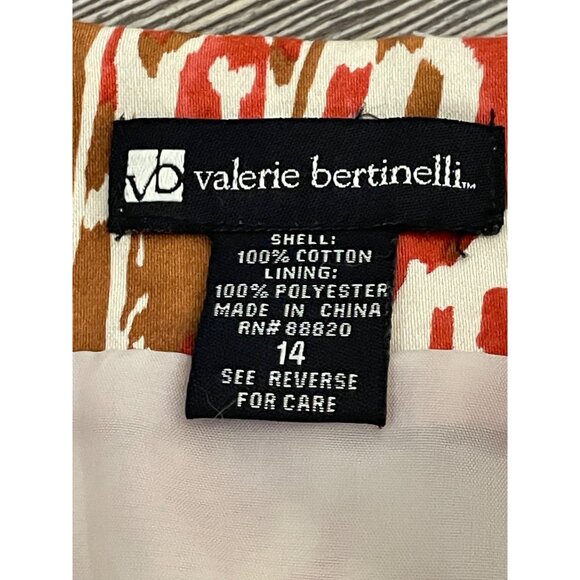 VB valerie bertinelli™
SHELL:
100% COTTON
LINING:
100% POLYESTER
MADE IN CHINA
RN# 88820
14
SEE REVERSE
FOR CARE